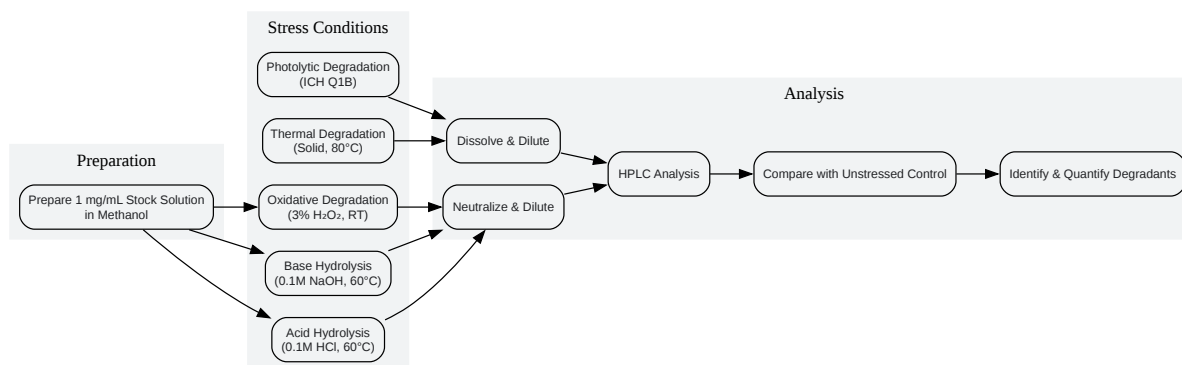 Preparation
Prepare 1 mg/mL Stock Solution
in Methanol
Stress Conditions
Photolytic Degradation
(ICH Q1B)
Thermal Degradation
(Solid, 80°C)
Oxidative Degradation
(3% H₂O₂, RT)
Base Hydrolysis
(0.1M NaOH, 60°C)
Acid Hydrolysis
(0.1M HCl, 60°C)
Analysis
Dissolve & Dilute
Neutralize & Dilute
HPLC Analysis
Compare with Unstressed Control
Identify & Quantify Degradants